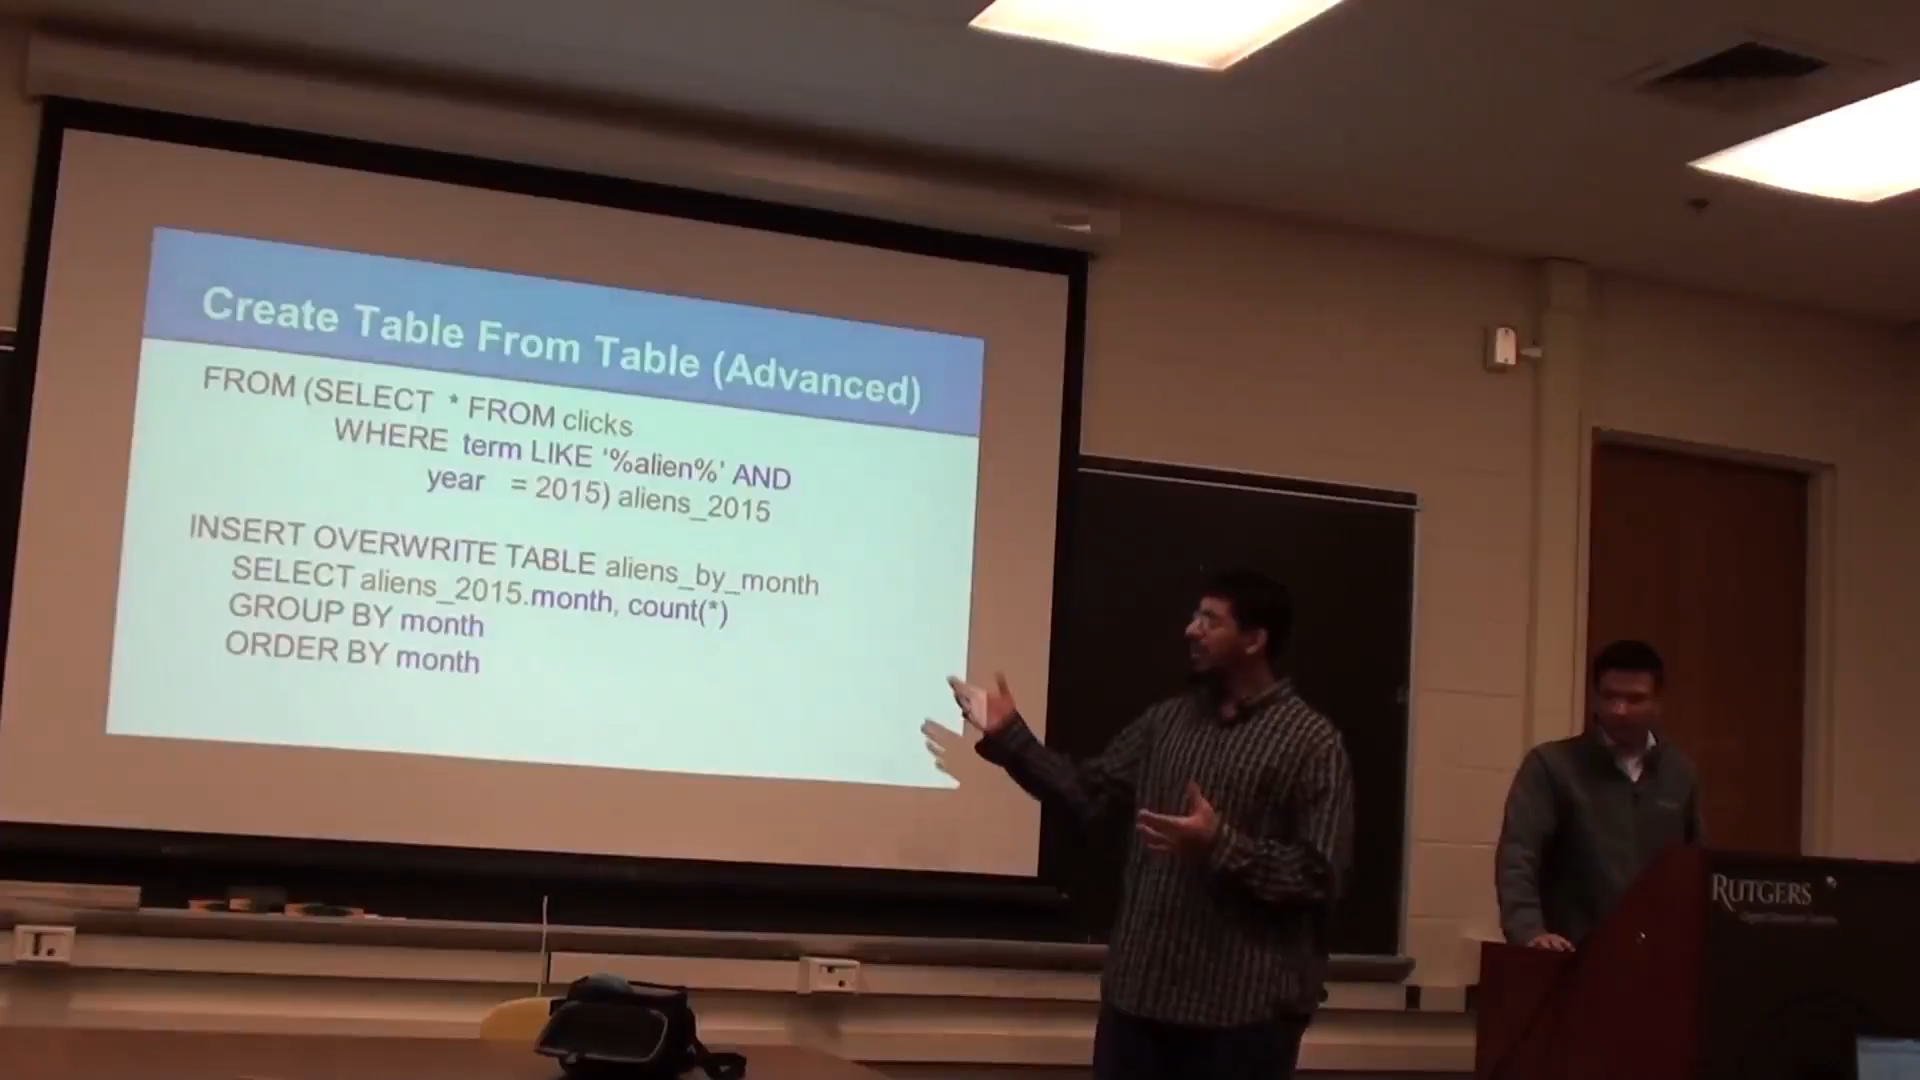 Create Table From Table (Advanced)
FROM (SELECT * FROM clicks
WHERE term LIKE '%alien%' AND
year = 2015) aliens_2015
INSERT OVERWRITE TABLE aliens_by_month
SELECT aliens_2015.month, count(*)
GROUP BY month
ORDER BY month
RUTGERS